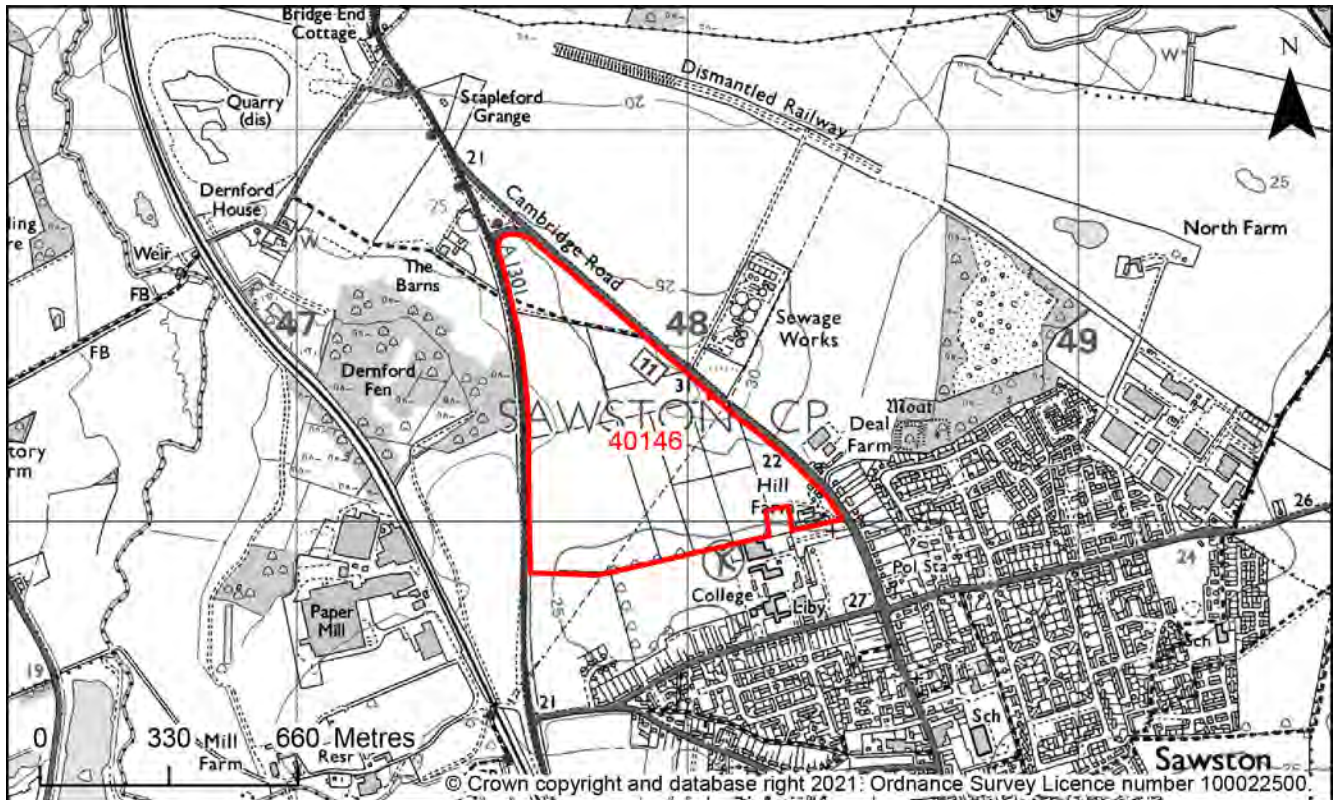 Bridge End
Cottage
Quarry
(dis)
Stapleford
Grange
20
Dismantled Railway
W
N
21
25
Dernford
House
25
North Farm
Cambridge Road
W
A1301
Weir
The
Barns
FB
25
47
48
Sewage
Works
49
FB
11
31
30
Dernford
Fen
SAWSTON CP
Moat
Deal
Farm
40146
22
Hill
Farm
26
Pol Sta
24
College
Liby
27
Paper
Mill
25
Sch
19
21
Sch
0 330 660 Metres
Mill
Farm
Resr
Sawston
© Crown copyright and database right 2021. Ordnance Survey Licence number 100022500.